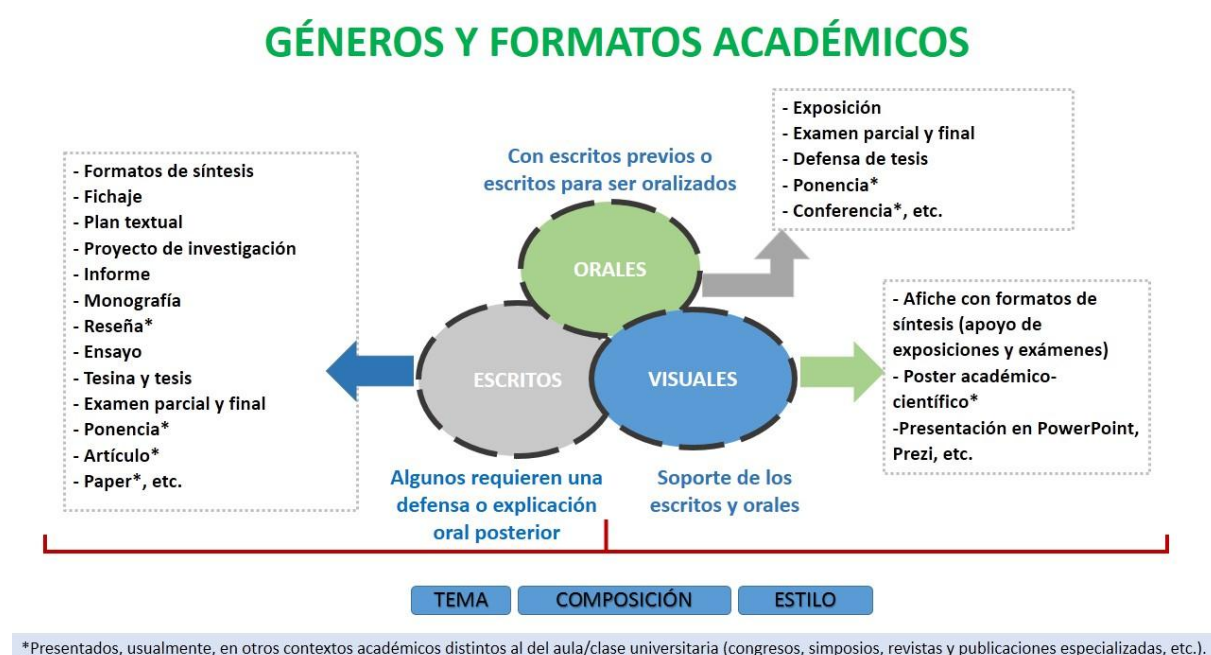 GÉNEROS Y FORMATOS ACADÉMICOS
- Formatos de síntesis
- Fichaje
- Plan textual
- Proyecto de investigación
- Informe
- Monografía
- Reseña*
- Ensayo
- Tesina y tesis
- Examen parcial y final
- Ponencia*
- Artículo*
- Paper*, etc.
Con escritos previos o
escritos para ser oralizados
ORALES
ESCRITOS
VISUALES
Algunos requieren una
defensa o explicación
oral posterior
Soporte de los
escritos y orales
- Exposición
- Examen parcial y final
- Defensa de tesis
- Ponencia*
- Conferencia*, etc.
- Afiche con formatos de
síntesis (apoyo de
exposiciones y exámenes)
- Poster académico-
científico*
-Presentación en PowerPoint,
Prezi, etc.
TEMA
COMPOSICIÓN
ESTILO
*Presentados, usualmente, en otros contextos académicos distintos al del aula/clase universitaria (congresos, simposios, revistas y publicaciones especializadas, etc.).